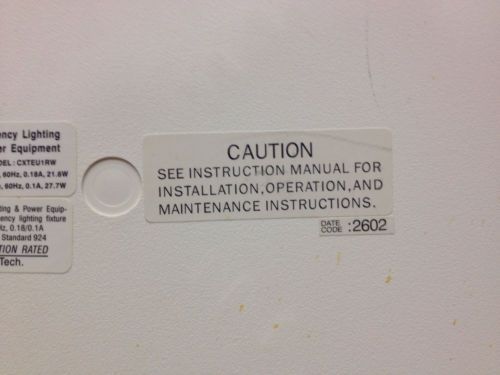 ency Lighting
er Equipment
DEL: CXTEU1RW
, 60Hz, 0.18A, 21.6W
, 60Hz, 0.1A, 27.7W
ting & Power Equip-
ency lighting fixture
Hz, 0.18/0.1A
Standard 924
TION RATED
Tech.
CAUTION
SEE INSTRUCTION MANUAL FOR
INSTALLATION, OPERATION, AND
MAINTENANCE INSTRUCTIONS.
DATE
CODE :2602